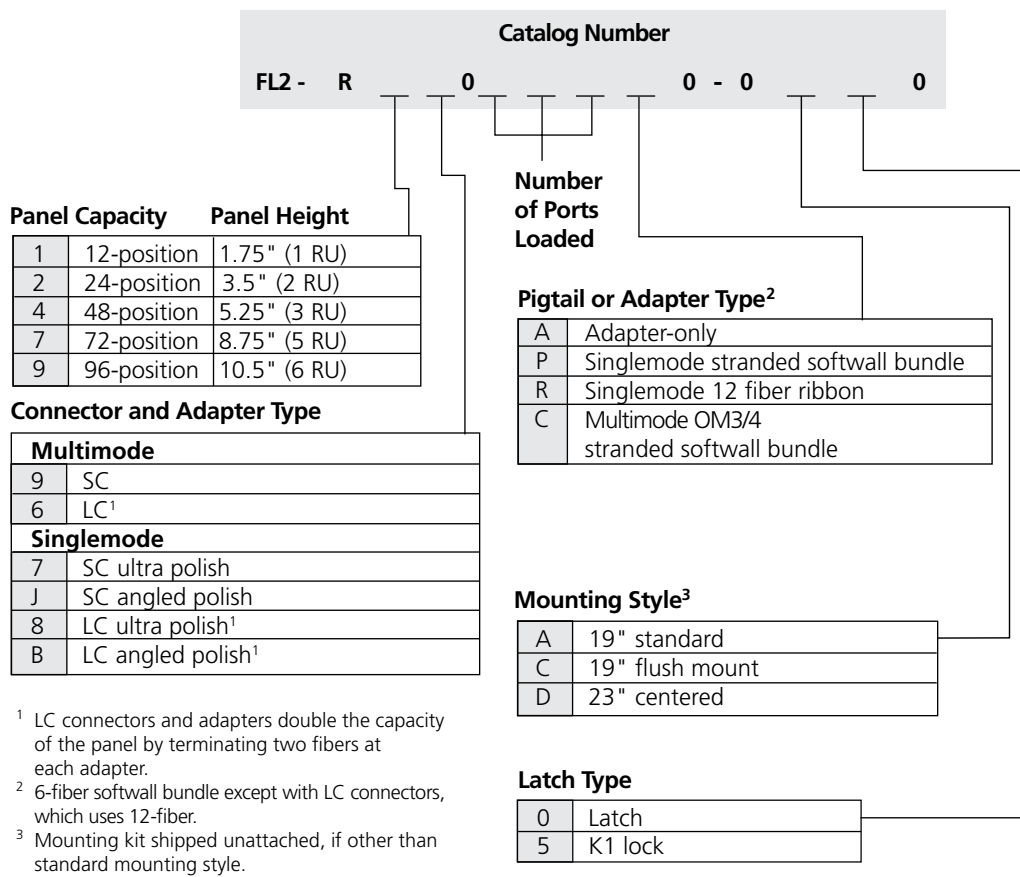 Catalog Number
FL2 - R __ __ 0 __ __ __ __ 0 - 0 __ __ 0
Number
of Ports
Loaded
Panel Capacity Panel Height
1 12-position 1.75" (1 RU)
2 24-position 3.5" (2 RU)
4 48-position 5.25" (3 RU)
7 72-position 8.75" (5 RU)
9 96-position 10.5" (6 RU)
Pigtail or Adapter Type²
A Adapter-only
P Singlemode stranded softwall bundle
R Singlemode 12 fiber ribbon
C Multimode OM3/4
stranded softwall bundle
Connector and Adapter Type
Multimode
9 SC
6 LC¹
Singlemode
7 SC ultra polish
J SC angled polish
8 LC ultra polish¹
B LC angled polish¹
Mounting Style³
A 19" standard
C 19" flush mount
D 23" centered
¹ LC connectors and adapters double the capacity
of the panel by terminating two fibers at
each adapter.
² 6-fiber softwall bundle except with LC connectors,
which uses 12-fiber.
³ Mounting kit shipped unattached, if other than
standard mounting style.
Latch Type
0 Latch
5 K1 lock